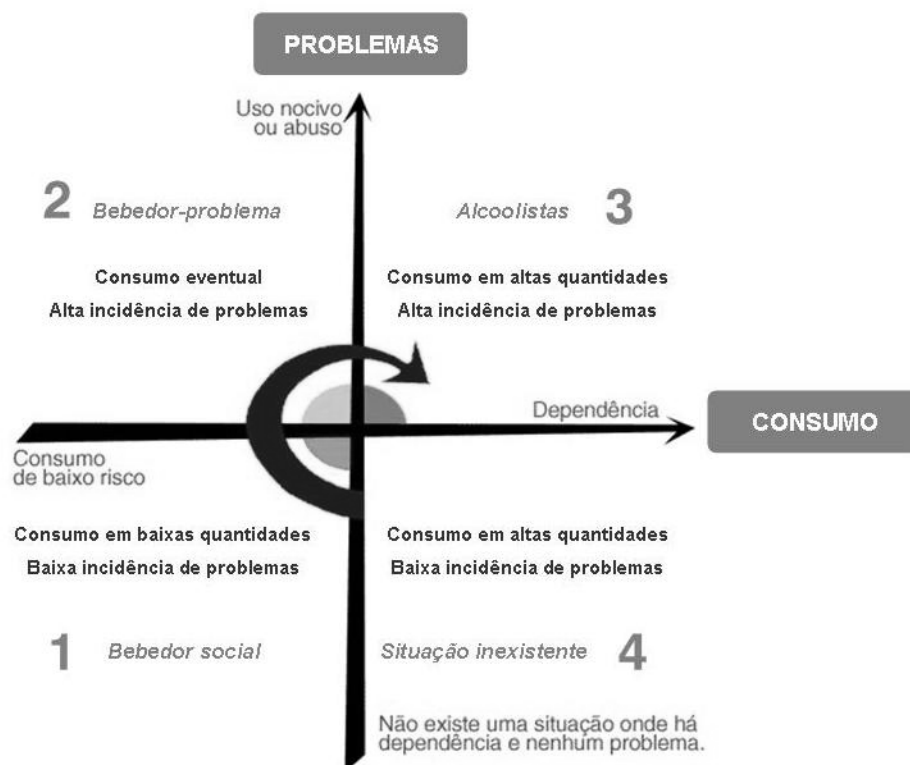 PROBLEMAS
Uso nocivo
ou abuso
2 Bebedor-problema
Alcoolistas 3
Consumo eventual
Alta incidência de problemas
Consumo em altas quantidades
Alta incidência de problemas
Dependência
CONSUMO
Consumo
de baixo risco
Consumo em baixas quantidades
Baixa incidência de problemas
Consumo em altas quantidades
Baixa incidência de problemas
1 Bebedor social
Situação inexistente 4
Não existe uma situação onde há
dependência e nenhum problema.